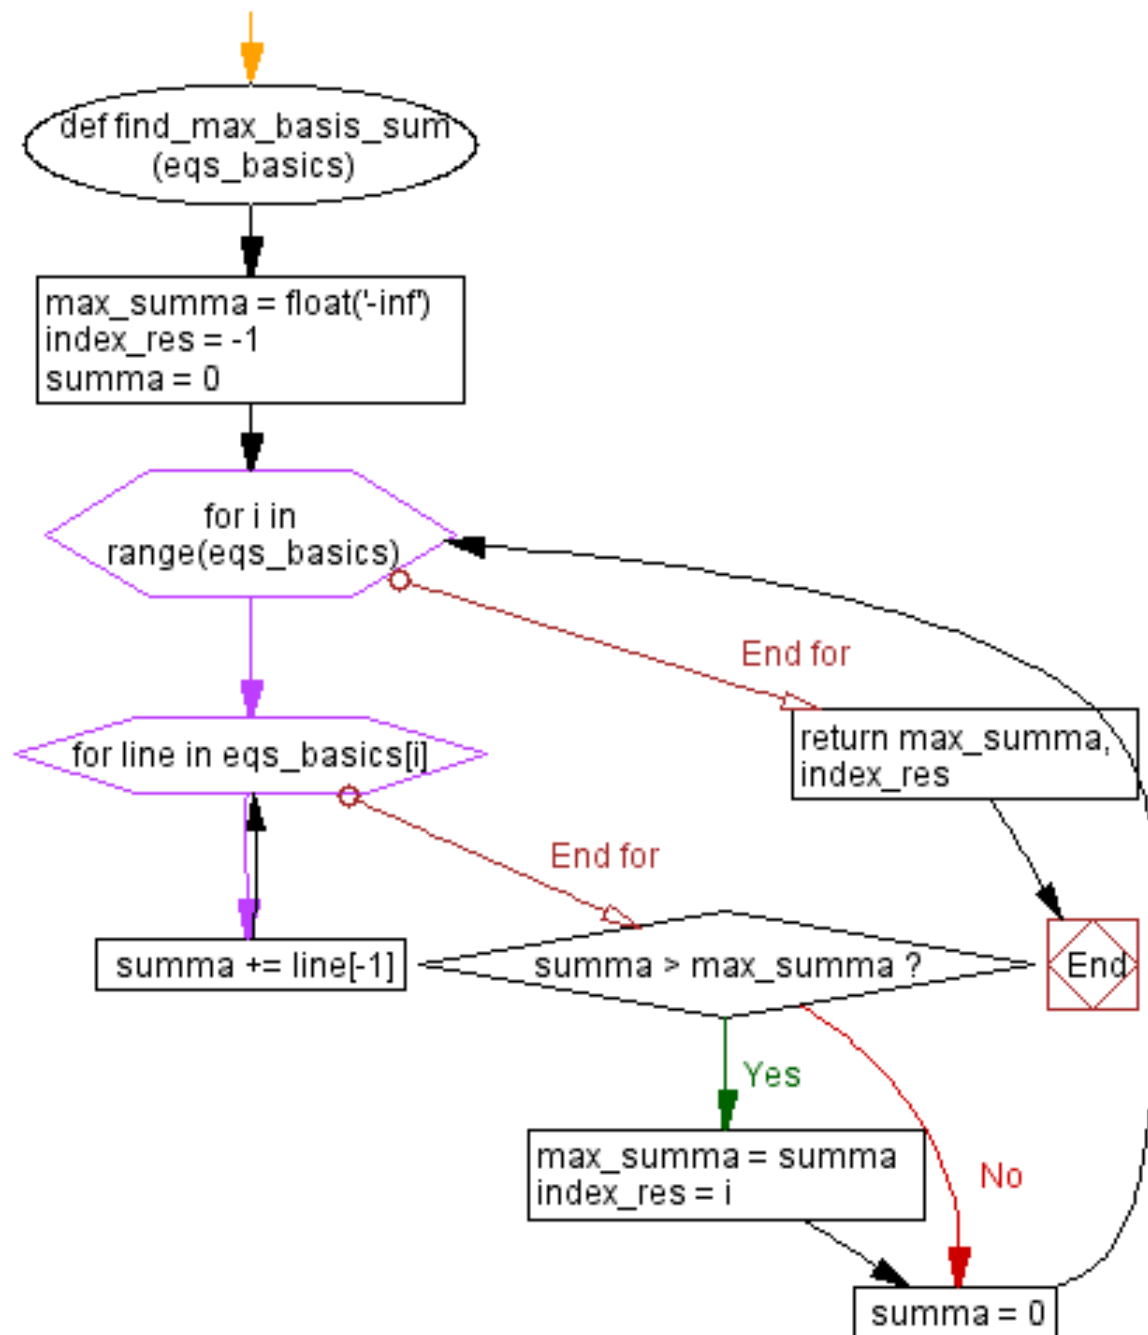 def find_max_basis_sum
(eqs_basics)
max_summa = float('-inf')
index_res = -1
summa = 0
for i in
range(eqs_basics)
End for
return max_summa,
index_res
for line in eqs_basics[i]
End for
summa += line[-1]
summa > max_summa ?
End
Yes
max_summa = summa
index_res = i
No
summa = 0